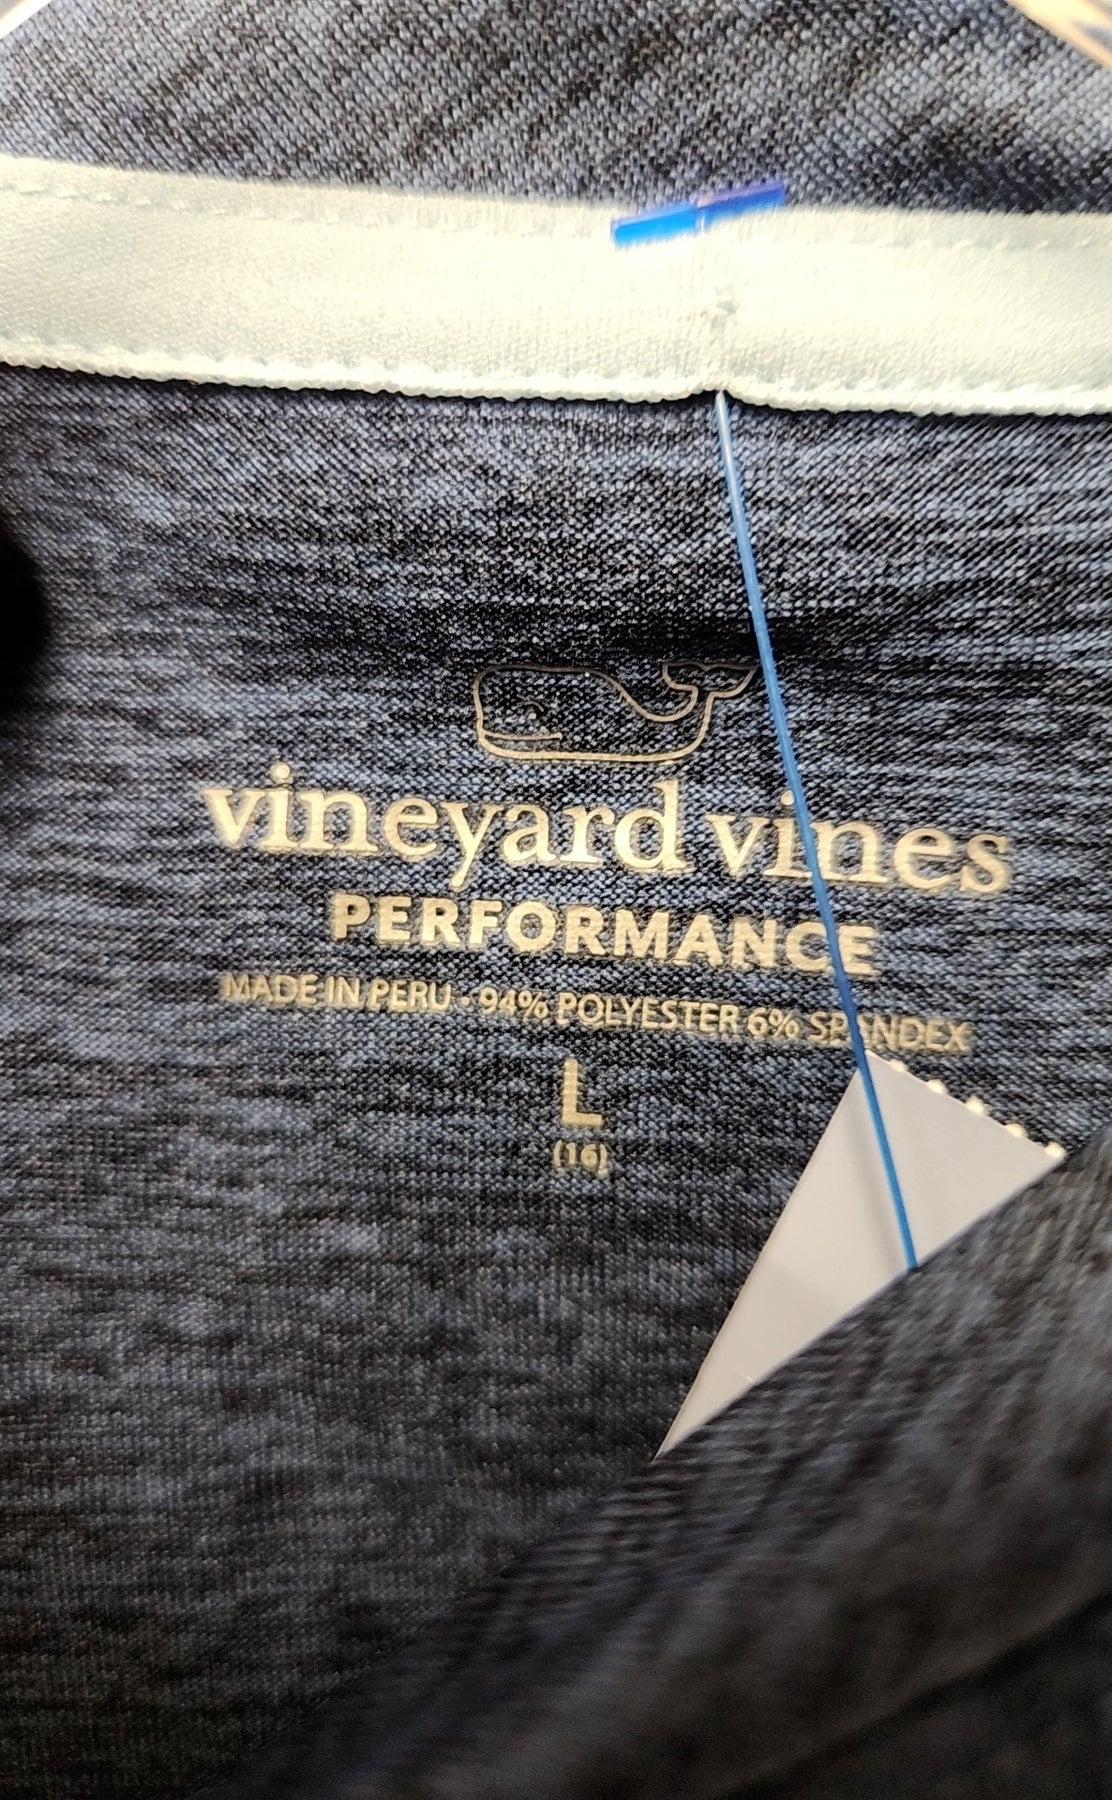 vineyard vines
PERFORMANCE
MADE IN PERU • 94% POLYESTER 6% SPANDEX
L
(16)